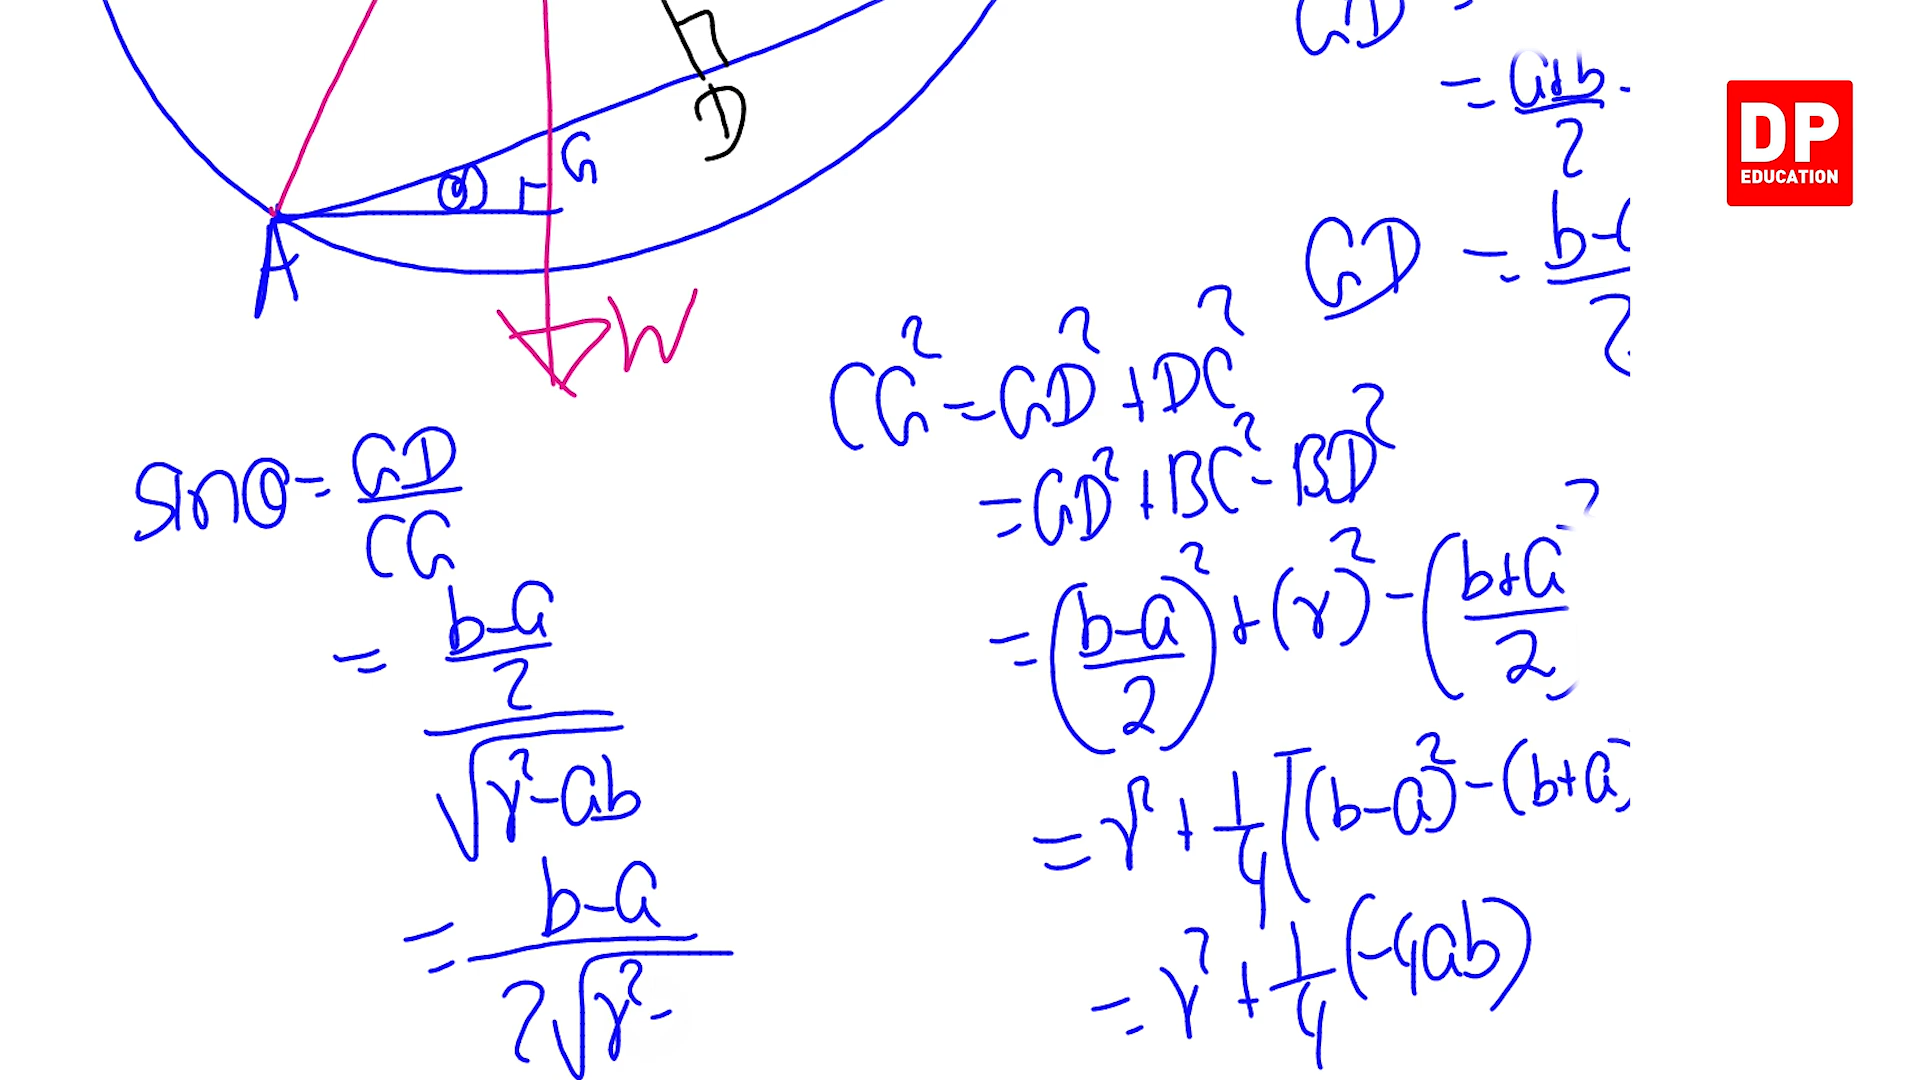 GD =
= a+b/2 -
DP
EDUCATION
D
G
θ
A
GD = b-a/2
W
CG² = GD² + DC²
= GD² + BC² - BD²
sinθ = GD/CG
= ((b-a)/2)² + (r)² - ((b+a)/2)²
= (b-a)/2 / √(r²-ab)
= r² + 1/4[(b-a)² - (b+a)
= b-a / 2√(r² -
= r² + 1/4(-4ab)